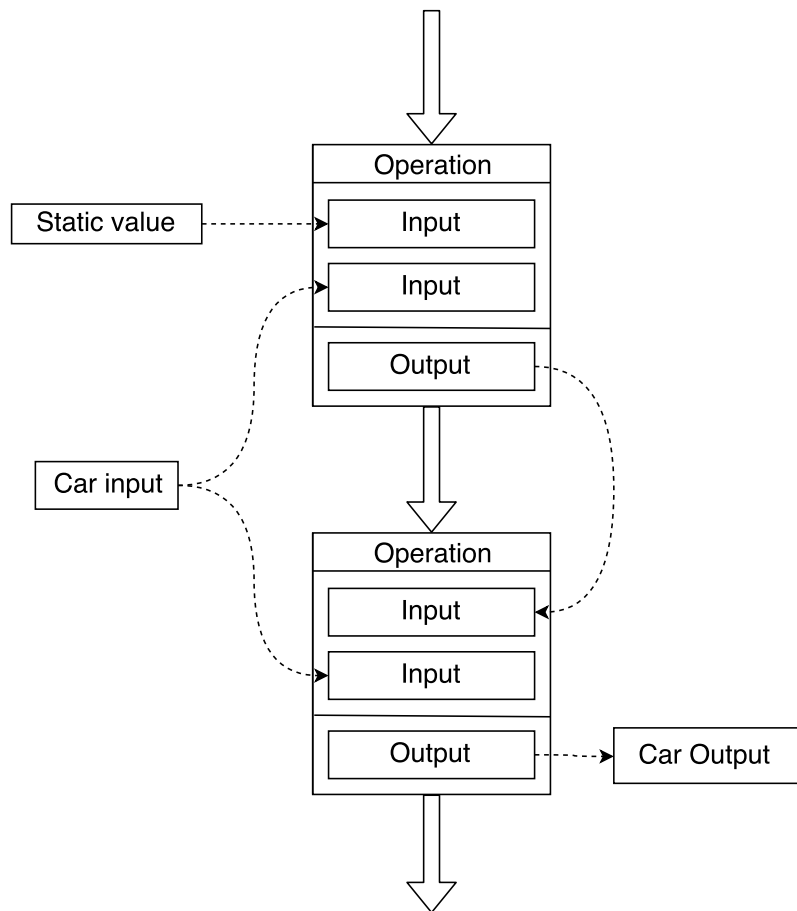 Operation
Static value
Input
Input
Output
Car input
Operation
Input
Input
Output
Car Output